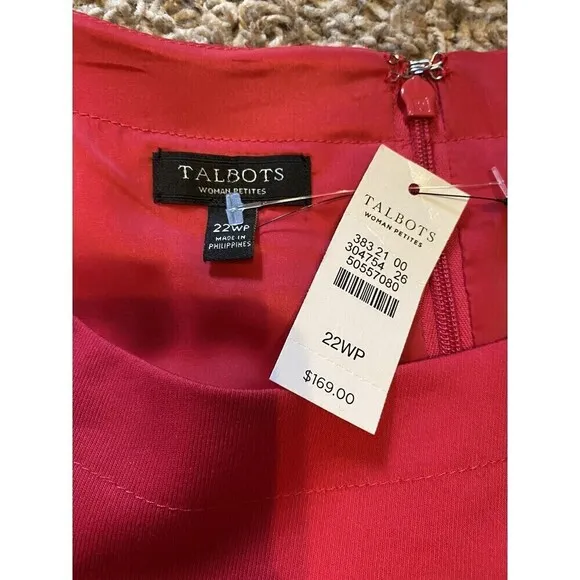 TALBOTS
WOMAN PETITES
22WP
MADE IN
PHILIPPINES
TALBOTS
WOMAN PETITES
383 21 00
304754 26
50557080
22WP
$169.00